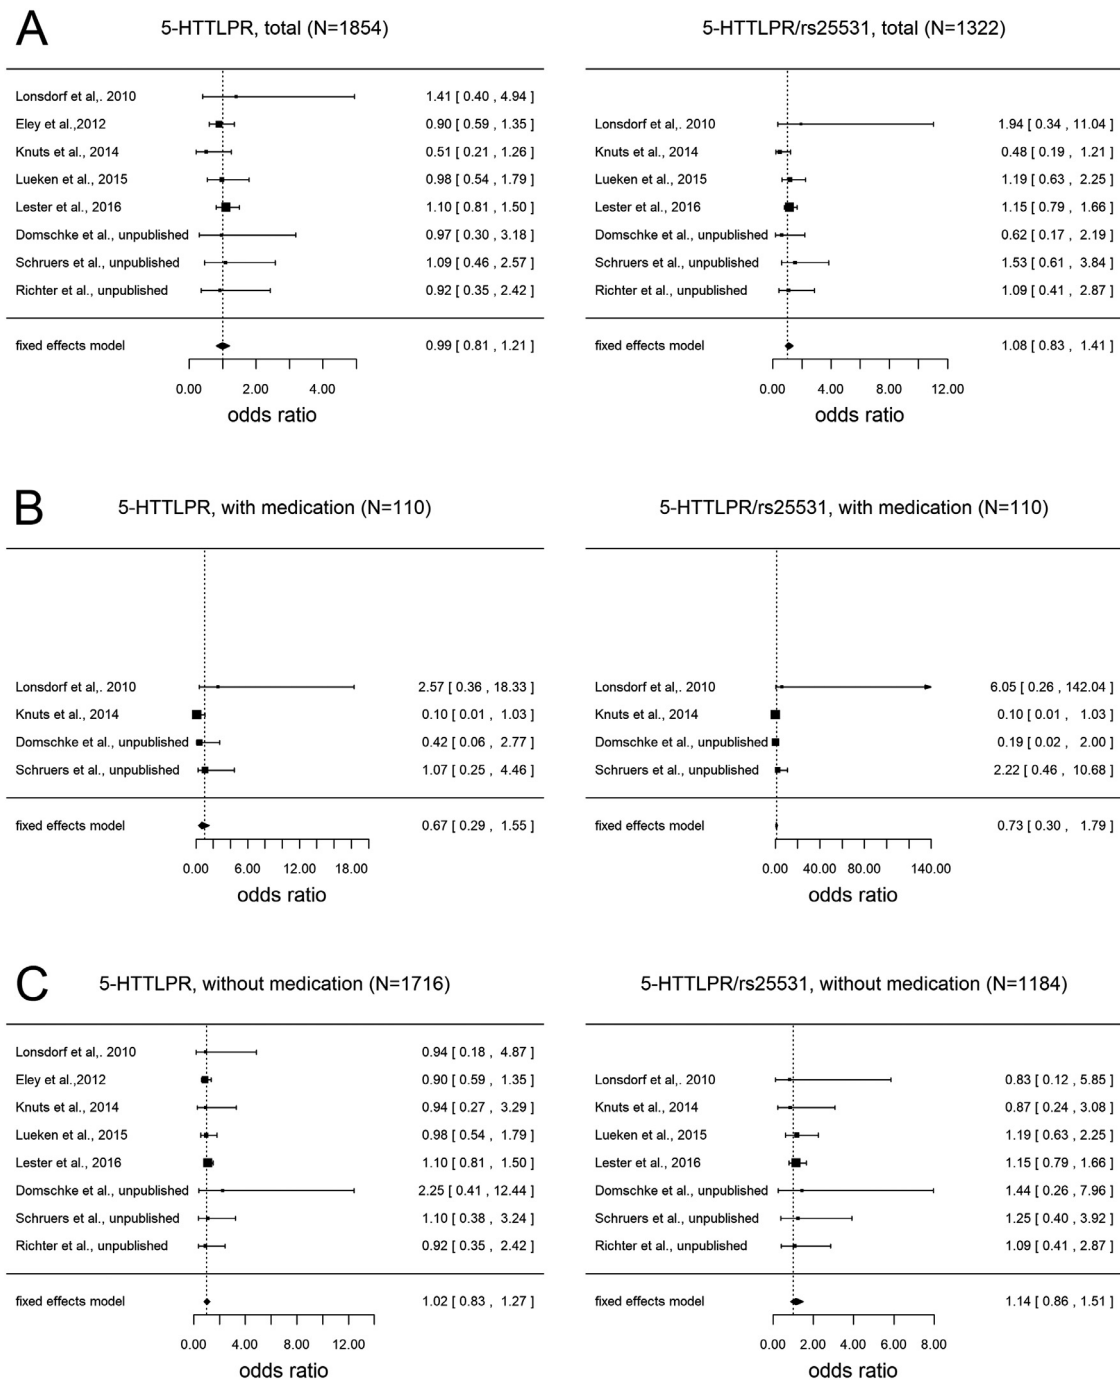 A
5-HTTLPR, total (N=1854)
Lonsdorf et al,. 2010 1.41 [ 0.40 , 4.94 ]
Eley et al.,2012 0.90 [ 0.59 , 1.35 ]
Knuts et al., 2014 0.51 [ 0.21 , 1.26 ]
Lueken et al., 2015 0.98 [ 0.54 , 1.79 ]
Lester et al., 2016 1.10 [ 0.81 , 1.50 ]
Domschke et al., unpublished 0.97 [ 0.30 , 3.18 ]
Schruers et al., unpublished 1.09 [ 0.46 , 2.57 ]
Richter et al., unpublished 0.92 [ 0.35 , 2.42 ]
fixed effects model 0.99 [ 0.81 , 1.21 ]
0.00 2.00 4.00
odds ratio
5-HTTLPR/rs25531, total (N=1322)
Lonsdorf et al,. 2010 1.94 [ 0.34 , 11.04 ]
Knuts et al., 2014 0.48 [ 0.19 , 1.21 ]
Lueken et al., 2015 1.19 [ 0.63 , 2.25 ]
Lester et al., 2016 1.15 [ 0.79 , 1.66 ]
Domschke et al., unpublished 0.62 [ 0.17 , 2.19 ]
Schruers et al., unpublished 1.53 [ 0.61 , 3.84 ]
Richter et al., unpublished 1.09 [ 0.41 , 2.87 ]
fixed effects model 1.08 [ 0.83 , 1.41 ]
0.00 4.00 8.00 12.00
odds ratio
B
5-HTTLPR, with medication (N=110)
Lonsdorf et al,. 2010 2.57 [ 0.36 , 18.33 ]
Knuts et al., 2014 0.10 [ 0.01 , 1.03 ]
Domschke et al., unpublished 0.42 [ 0.06 , 2.77 ]
Schruers et al., unpublished 1.07 [ 0.25 , 4.46 ]
fixed effects model 0.67 [ 0.29 , 1.55 ]
0.00 6.00 12.00 18.00
odds ratio
5-HTTLPR/rs25531, with medication (N=110)
Lonsdorf et al,. 2010 6.05 [ 0.26 , 142.04 ]
Knuts et al., 2014 0.10 [ 0.01 , 1.03 ]
Domschke et al., unpublished 0.19 [ 0.02 , 2.00 ]
Schruers et al., unpublished 2.22 [ 0.46 , 10.68 ]
fixed effects model 0.73 [ 0.30 , 1.79 ]
0.00 40.00 80.00 140.00
odds ratio
C
5-HTTLPR, without medication (N=1716)
Lonsdorf et al,. 2010 0.94 [ 0.18 , 4.87 ]
Eley et al.,2012 0.90 [ 0.59 , 1.35 ]
Knuts et al., 2014 0.94 [ 0.27 , 3.29 ]
Lueken et al., 2015 0.98 [ 0.54 , 1.79 ]
Lester et al., 2016 1.10 [ 0.81 , 1.50 ]
Domschke et al., unpublished 2.25 [ 0.41 , 12.44 ]
Schruers et al., unpublished 1.10 [ 0.38 , 3.24 ]
Richter et al., unpublished 0.92 [ 0.35 , 2.42 ]
fixed effects model 1.02 [ 0.83 , 1.27 ]
0.00 4.00 8.00 12.00
odds ratio
5-HTTLPR/rs25531, without medication (N=1184)
Lonsdorf et al,. 2010 0.83 [ 0.12 , 5.85 ]
Knuts et al., 2014 0.87 [ 0.24 , 3.08 ]
Lueken et al., 2015 1.19 [ 0.63 , 2.25 ]
Lester et al., 2016 1.15 [ 0.79 , 1.66 ]
Domschke et al., unpublished 1.44 [ 0.26 , 7.96 ]
Schruers et al., unpublished 1.25 [ 0.40 , 3.92 ]
Richter et al., unpublished 1.09 [ 0.41 , 2.87 ]
fixed effects model 1.14 [ 0.86 , 1.51 ]
0.00 2.00 4.00 6.00 8.00
odds ratio